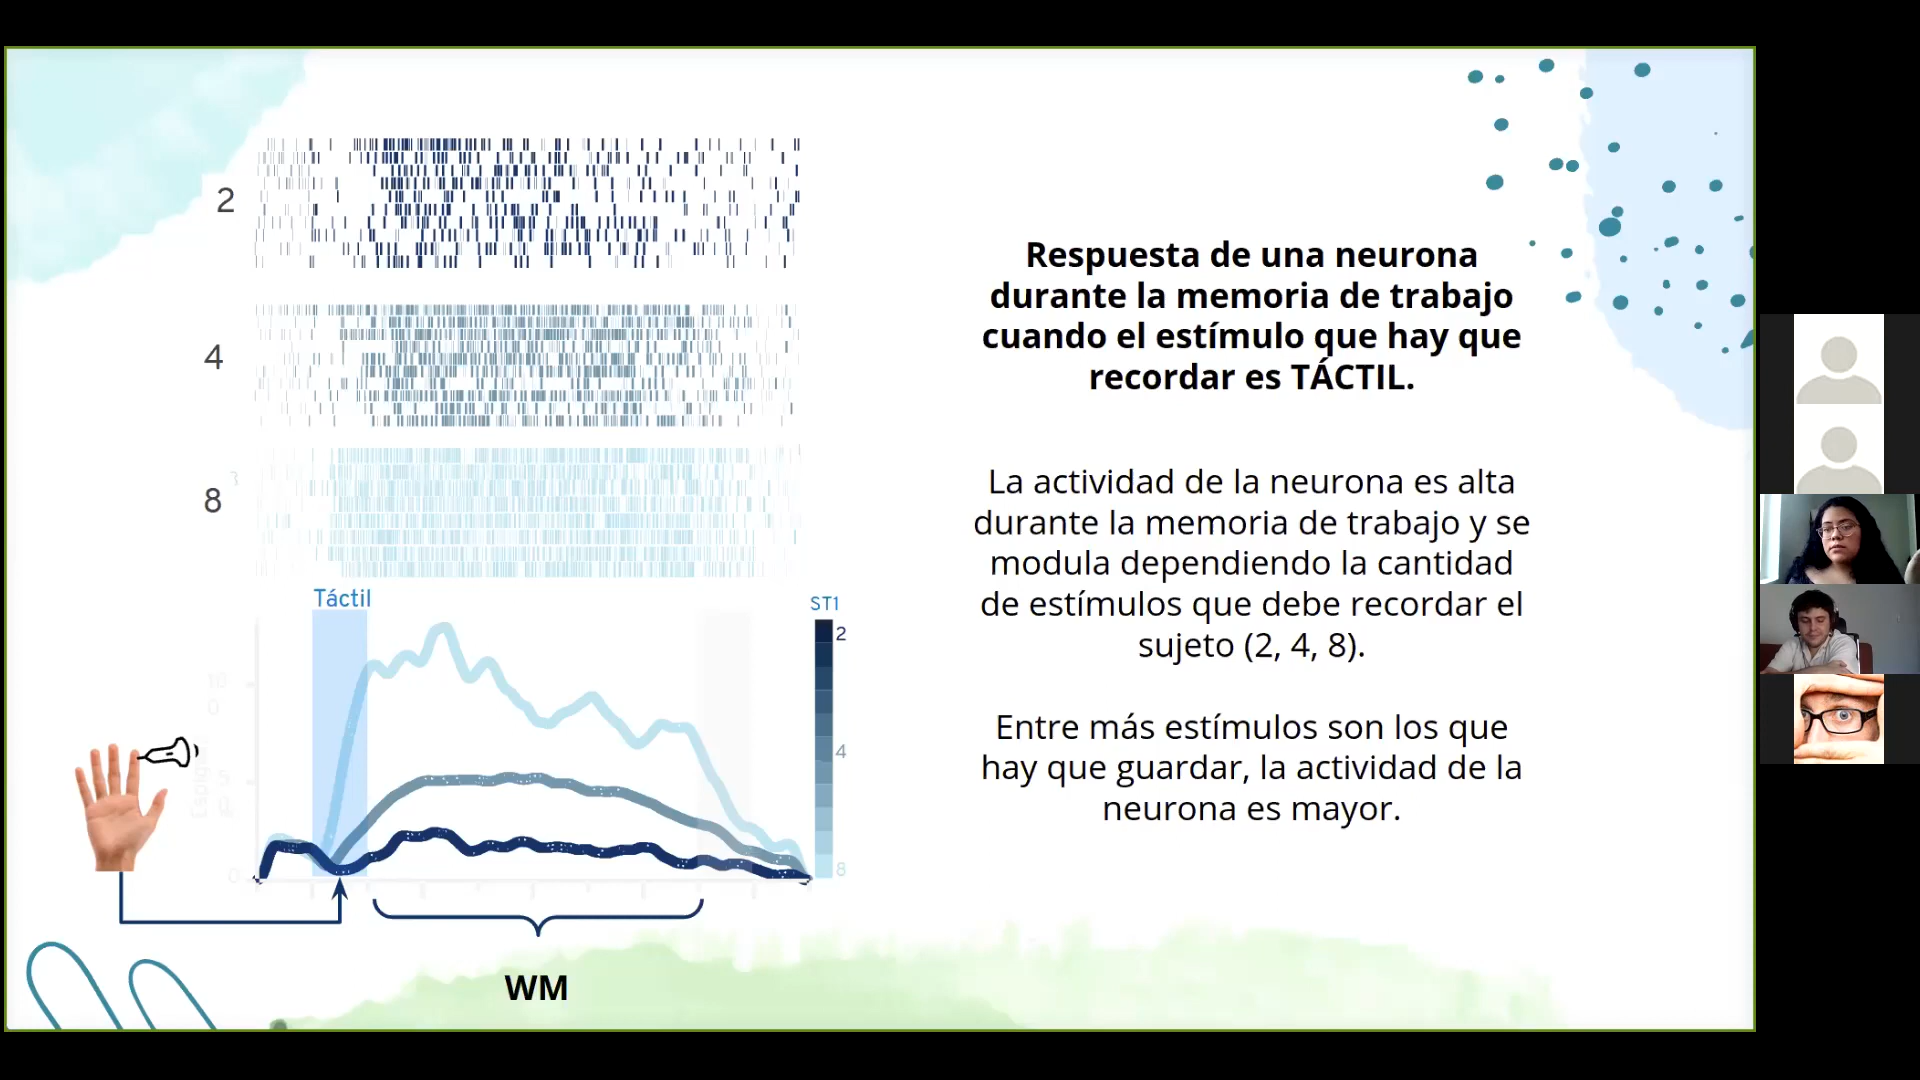 2
4
8
Táctil
ST1
2
4
8
0
WM
Respuesta de una neurona
durante la memoria de trabajo
cuando el estímulo que hay que
recordar es TÁCTIL.
La actividad de la neurona es alta
durante la memoria de trabajo y se
modula dependiendo la cantidad
de estímulos que debe recordar el
sujeto (2, 4, 8).
Entre más estímulos son los que
hay que guardar, la actividad de la
neurona es mayor.